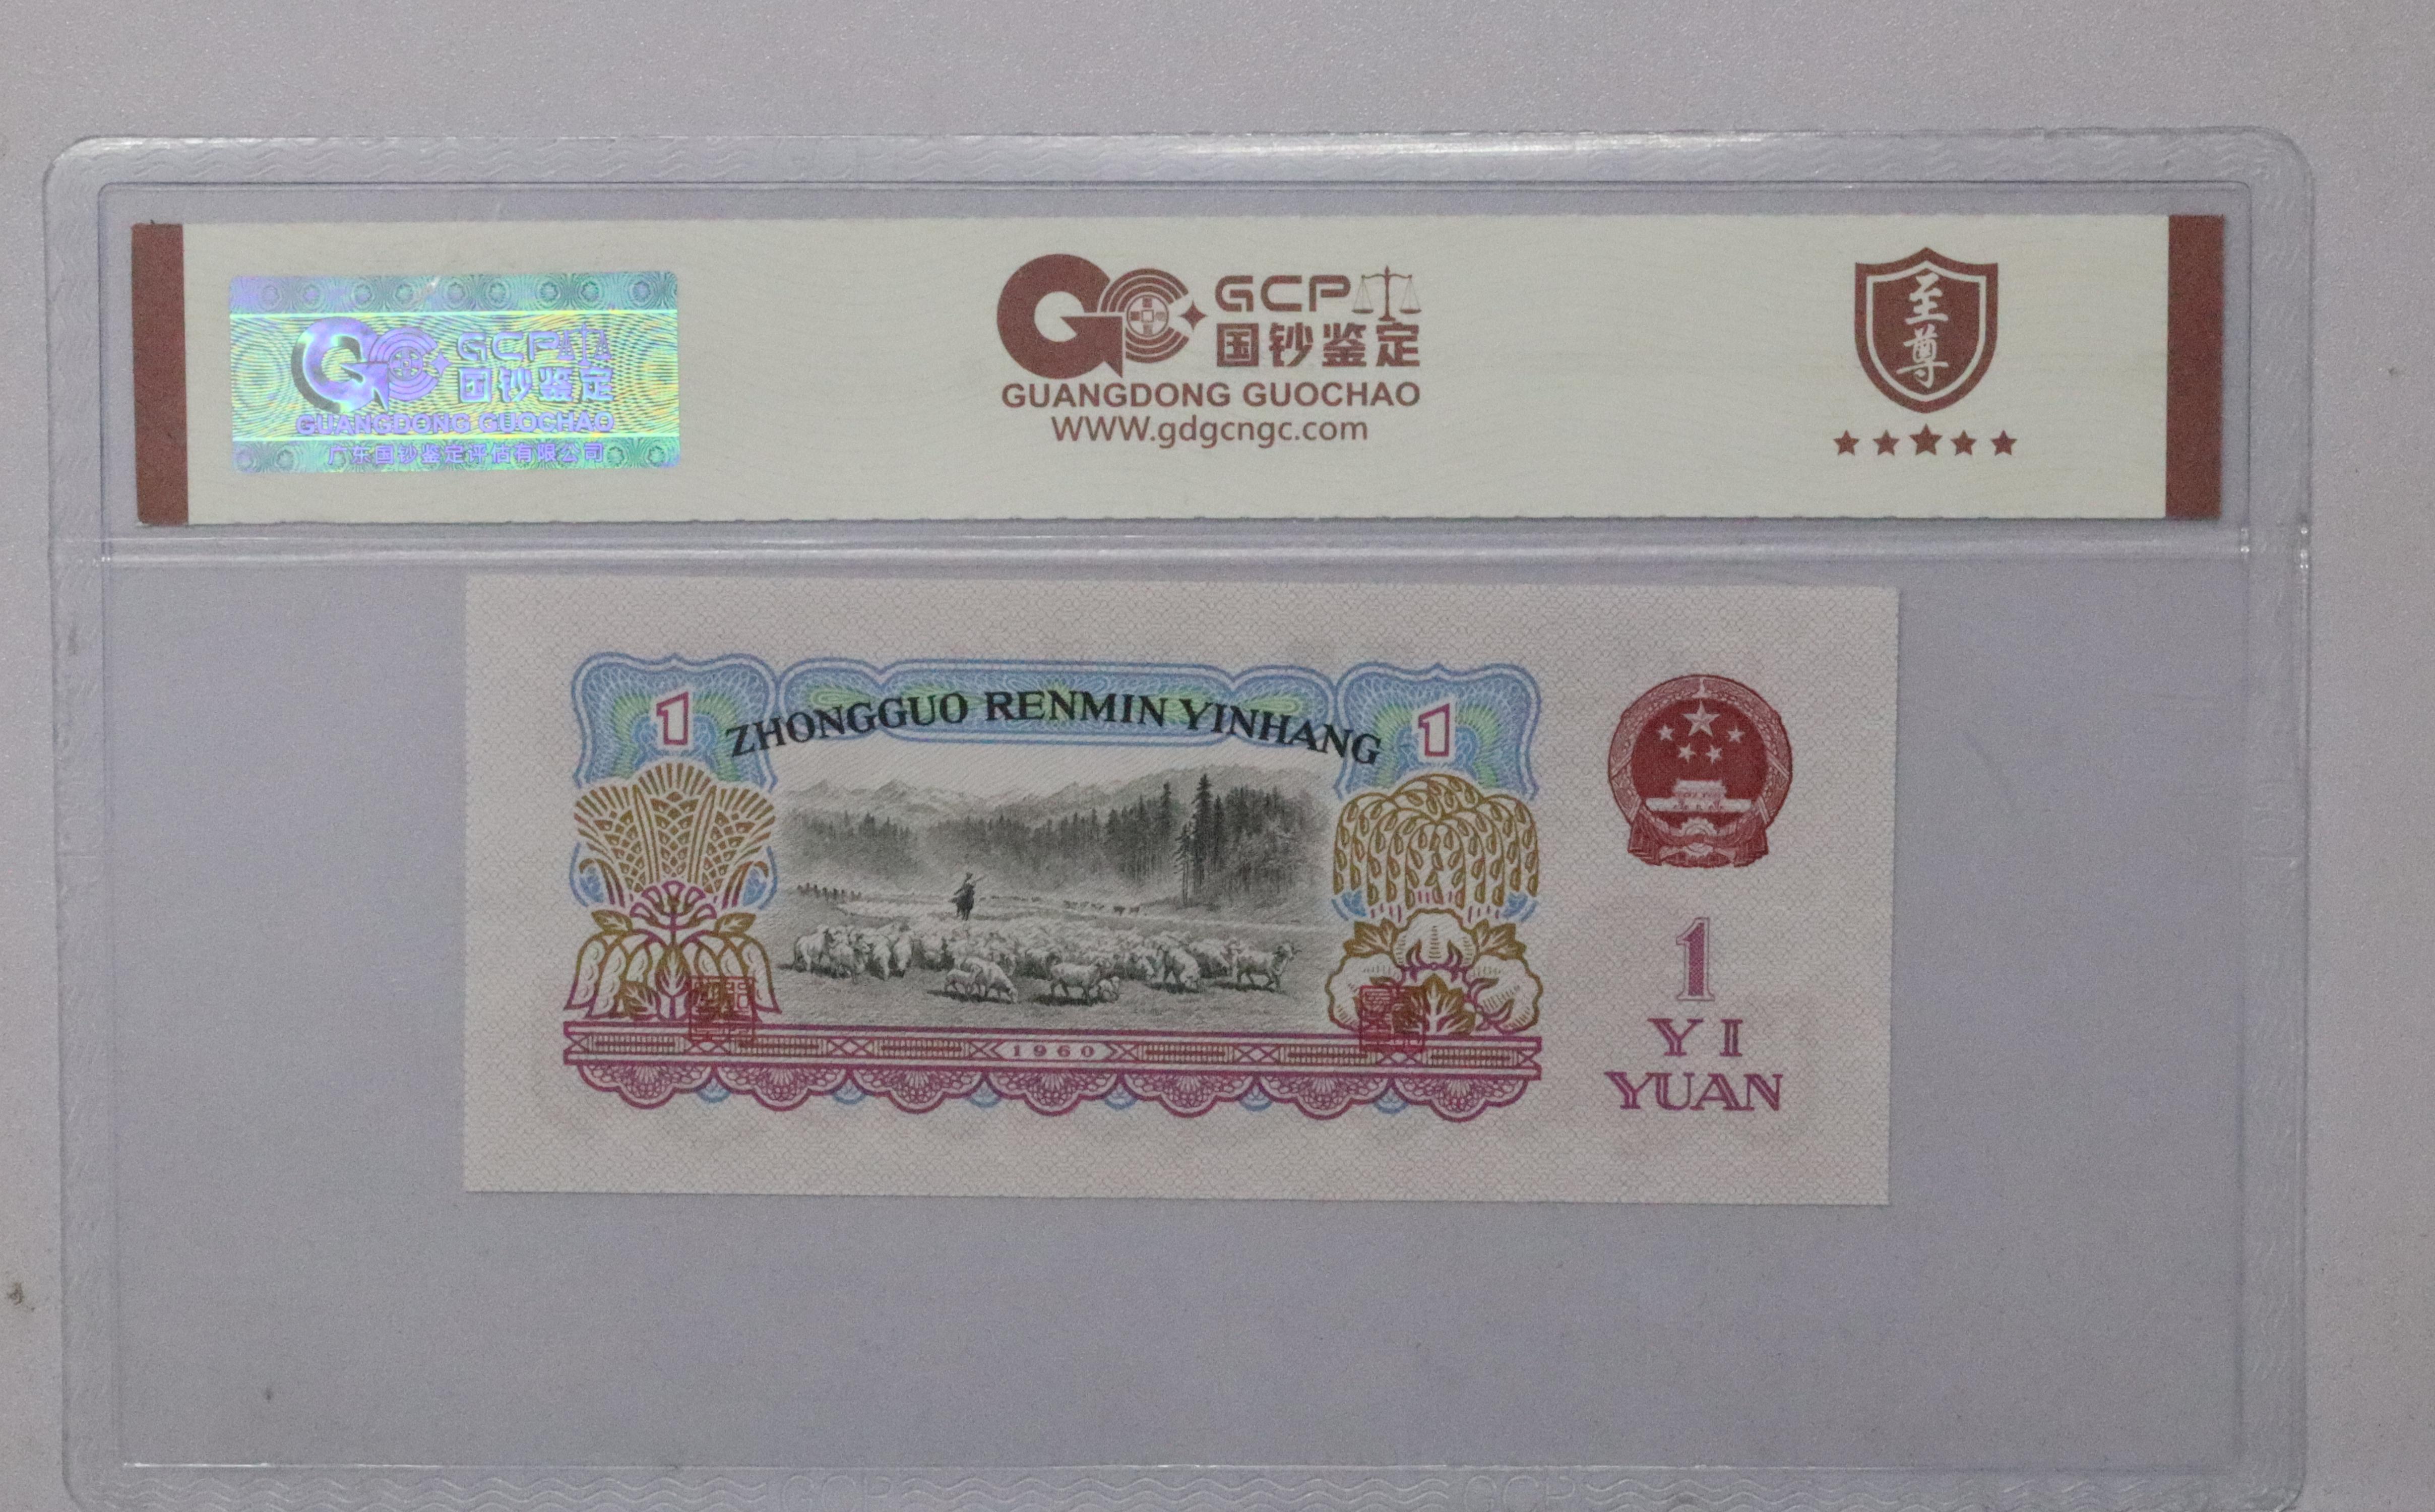 GCP
国钞鉴定
GUANGDONG GUOCHAO
广东国钞鉴定评估有限公司
GCP
国钞鉴定
GUANGDONG GUOCHAO
WWW.gdgcngc.com
至尊
1 ZHONGGUO RENMIN YINHANG 1
1960
1
YI
YUAN
GCP GCP